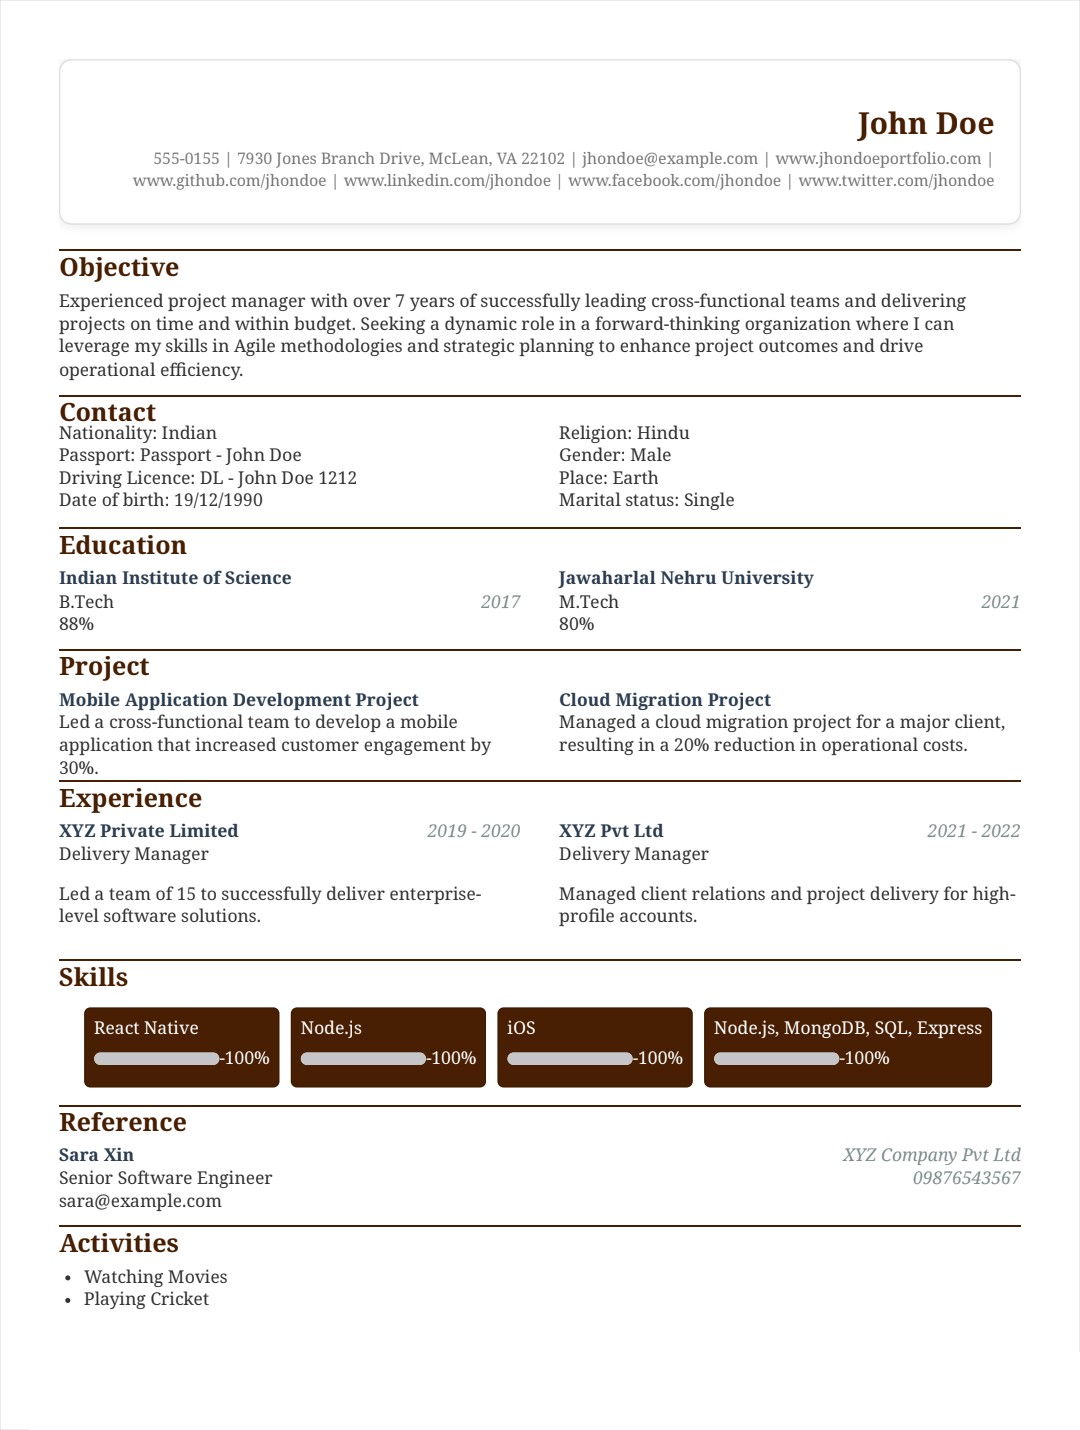 John Doe
555-0155 | 7930 Jones Branch Drive, McLean, VA 22102 | jhondoe@example.com | www.jhondoeportfolio.com |
www.github.com/jhondoe | www.linkedin.com/jhondoe | www.facebook.com/jhondoe | www.twitter.com/jhondoe
Objective
Experienced project manager with over 7 years of successfully leading cross-functional teams and delivering
projects on time and within budget. Seeking a dynamic role in a forward-thinking organization where I can
leverage my skills in Agile methodologies and strategic planning to enhance project outcomes and drive
operational efficiency.
Contact
Nationality: Indian
Passport: Passport - John Doe
Driving Licence: DL - John Doe 1212
Date of birth: 19/12/1990
Religion: Hindu
Gender: Male
Place: Earth
Marital status: Single
Education
Indian Institute of Science
B.Tech 2017
88%
Jawaharlal Nehru University
M.Tech 2021
80%
Project
Mobile Application Development Project
Led a cross-functional team to develop a mobile
application that increased customer engagement by
30%.
Cloud Migration Project
Managed a cloud migration project for a major client,
resulting in a 20% reduction in operational costs.
Experience
XYZ Private Limited 2019 - 2020
Delivery Manager
Led a team of 15 to successfully deliver enterprise-
level software solutions.
XYZ Pvt Ltd 2021 - 2022
Delivery Manager
Managed client relations and project delivery for high-
profile accounts.
Skills
React Native
-100%
Node.js
-100%
iOS
-100%
Node.js, MongoDB, SQL, Express
-100%
Reference
Sara Xin XYZ Company Pvt Ltd
Senior Software Engineer 09876543567
sara@example.com
Activities
• Watching Movies
• Playing Cricket